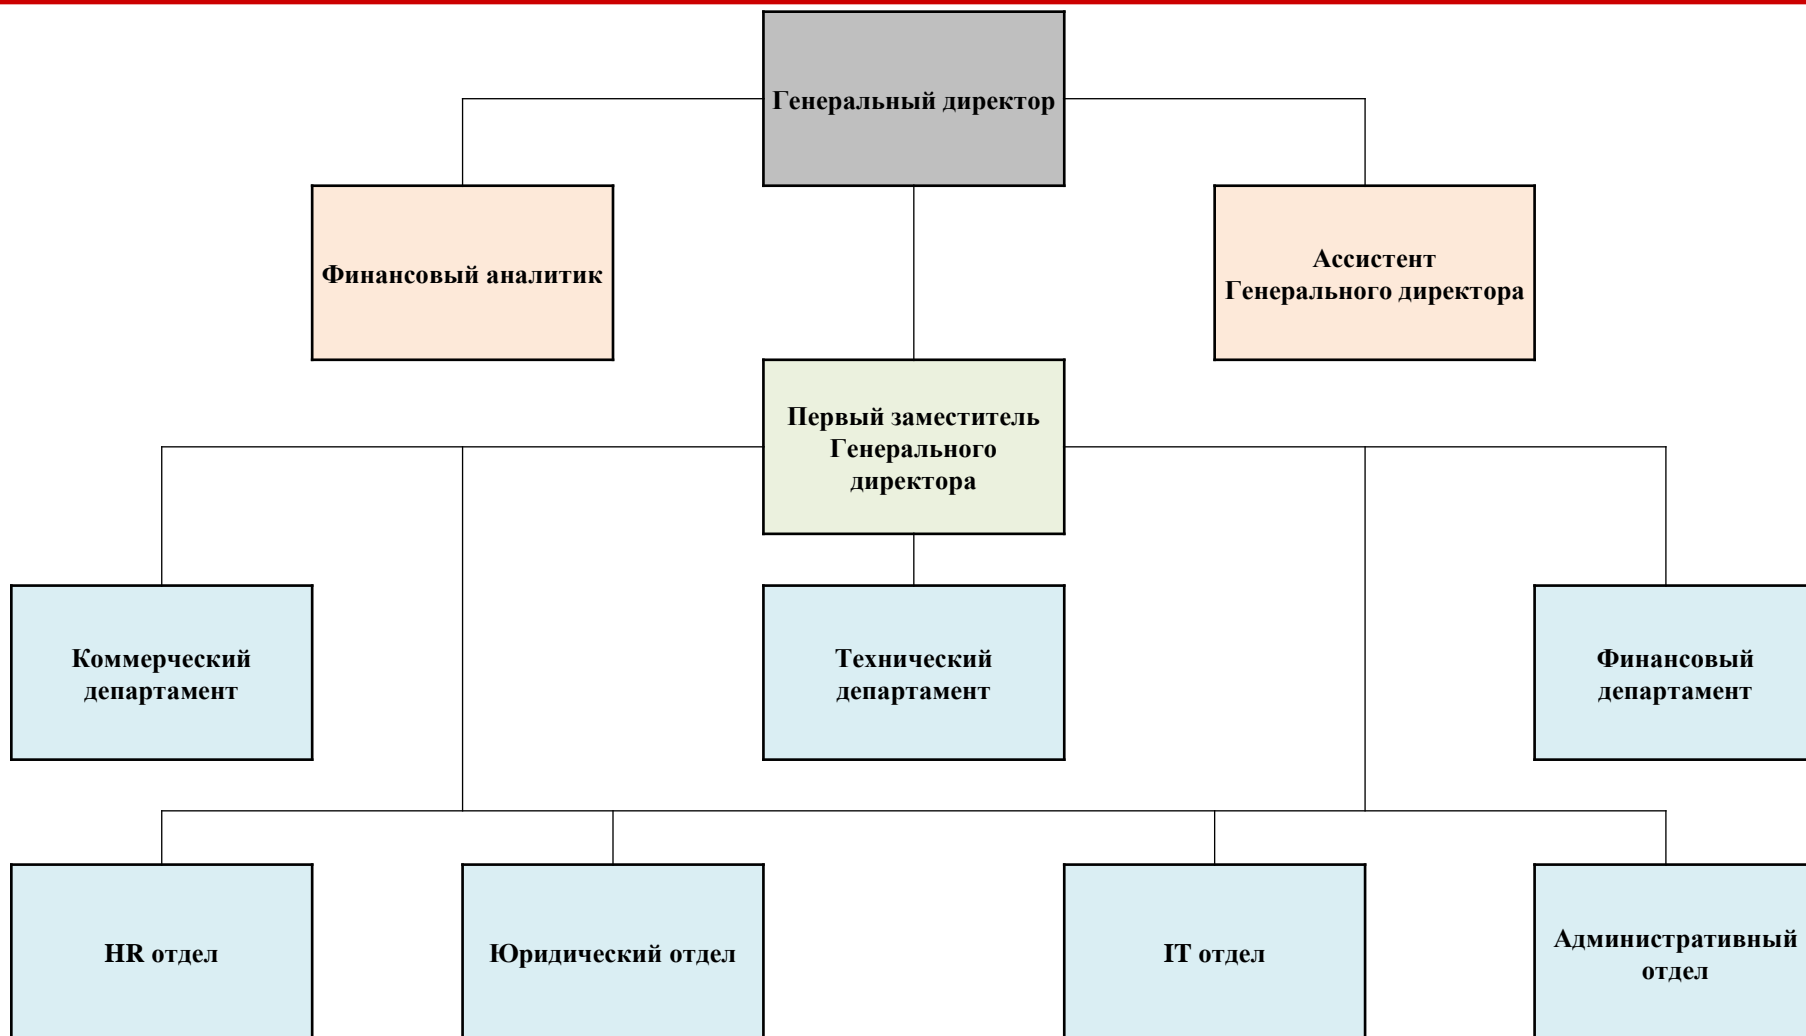 Генеральный директор
Финансовый аналитик
Ассистент
Генерального директора
Первый заместитель
Генерального
директора
Коммерческий
департамент
Технический
департамент
Финансовый
департамент
HR отдел
Юридический отдел
IT отдел
Административный
отдел